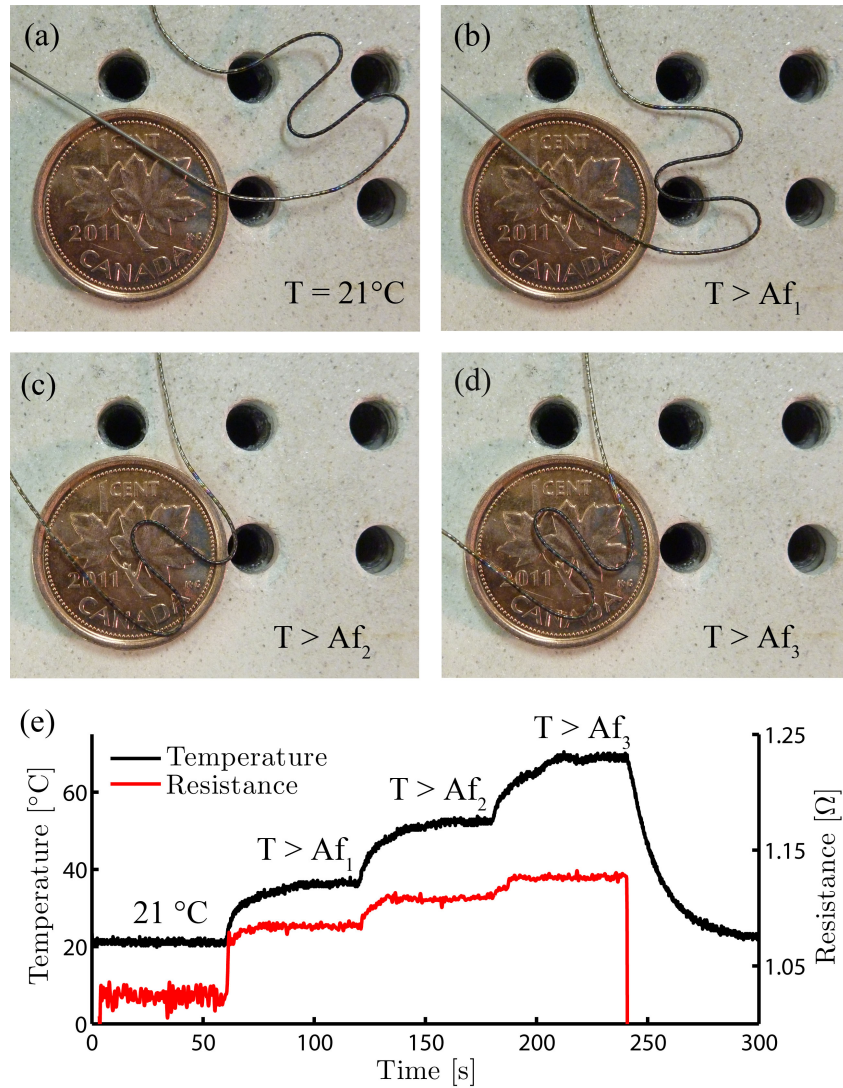 (a)
1 CENT
2011
CANADA
T = 21°C
(b)
1 CENT
2011
CANADA
T > Af₁
(c)
CENT
2011
CANADA
T > Af₂
(d)
CENT
2011
CANADA
T > Af₃
(e)
Temperature
Resistance
21 °C
T > Af₁
T > Af₂
T > Af₃
Temperature [°C]
60
40
20
0
Resistance [Ω]
1.25
1.17
1.10
1.05
0 50 100 150 200 250 300
Time [s]